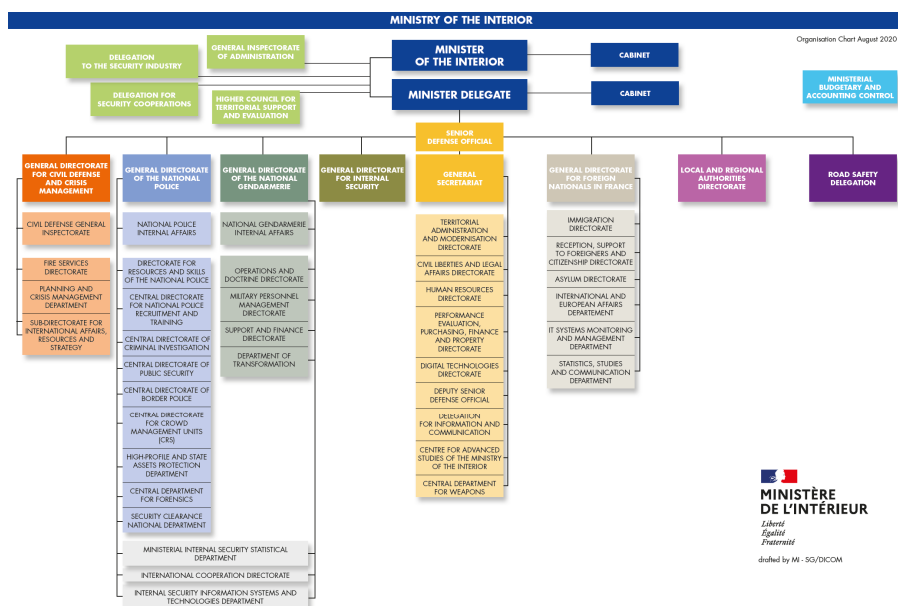 MINISTRY OF THE INTERIOR
Organisation Chart August 2020
DELEGATION
TO THE SECURITY INDUSTRY
GENERAL INSPECTORATE
OF ADMINISTRATION
MINISTER
OF THE INTERIOR
CABINET
DELEGATION FOR
SECURITY COOPERATIONS
HIGHER COUNCIL FOR
TERRITORIAL SUPPORT
AND EVALUATION
MINISTER DELEGATE
CABINET
MINISTERIAL
BUDGETARY AND
ACCOUNTING CONTROL
SENIOR
DEFENSE OFFICIAL
GENERAL DIRECTORATE
FOR CIVIL DEFENSE
AND CRISIS
MANAGEMENT
GENERAL DIRECTORATE
OF THE NATIONAL
POLICE
GENERAL DIRECTORATE
OF THE NATIONAL
GENDARMERIE
GENERAL DIRECTORATE
FOR INTERNAL
SECURITY
GENERAL
SECRETARIAT
GENERAL DIRECTORATE
FOR FOREIGN
NATIONALS IN FRANCE
LOCAL AND REGIONAL
AUTHORITIES
DIRECTORATE
ROAD SAFETY
DELEGATION
CIVIL DEFENSE GENERAL
INSPECTORATE
FIRE SERVICES
DIRECTORATE
PLANNING AND
CRISIS MANAGEMENT
DEPARTMENT
SUB-DIRECTORATE FOR
INTERNATIONAL AFFAIRS,
RESOURCES AND
STRATEGY
NATIONAL POLICE
INTERNAL AFFAIRS
DIRECTORATE FOR
RESOURCES AND SKILLS
OF THE NATIONAL POLICE
CENTRAL DIRECTORATE
FOR NATIONAL POLICE
RECRUITMENT AND
TRAINING
CENTRAL DIRECTORATE OF
CRIMINAL INVESTIGATION
CENTRAL DIRECTORATE OF
PUBLIC SECURITY
CENTRAL DIRECTORATE OF
BORDER POLICE
CENTRAL DIRECTORATE
FOR CROWD
MANAGEMENT UNITS
(CRS)
HIGH-PROFILE AND STATE
ASSETS PROTECTION
DEPARTMENT
CENTRAL DEPARTMENT
FOR FORENSICS
SECURITY CLEARANCE
NATIONAL DEPARTMENT
NATIONAL GENDARMERIE
INTERNAL AFFAIRS
OPERATIONS AND
DOCTRINE DIRECTORATE
MILITARY PERSONNEL
MANAGEMENT
DIRECTORATE
SUPPORT AND FINANCE
DIRECTORATE
DEPARTMENT OF
TRANSFORMATION
MINISTERIAL INTERNAL SECURITY STATISTICAL
DEPARTMENT
INTERNATIONAL COOPERATION DIRECTORATE
INTERNAL SECURITY INFORMATION SYSTEMS AND
TECHNOLOGIES DEPARTMENT
TERRITORIAL
ADMINISTRATION
AND MODERNISATION
DIRECTORATE
CIVIL LIBERTIES AND LEGAL
AFFAIRS DIRECTORATE
HUMAN RESOURCES
DIRECTORATE
PERFORMANCE
EVALUATION,
PURCHASING, FINANCE
AND PROPERTY
DIRECTORATE
DIGITAL TECHNOLOGIES
DIRECTORATE
DEPUTY SENIOR
DEFENSE OFFICIAL
DELEGATION
FOR INFORMATION AND
COMMUNICATION
CENTRE FOR ADVANCED
STUDIES OF THE MINISTRY
OF THE INTERIOR
CENTRAL DEPARTMENT
FOR WEAPONS
IMMIGRATION
DIRECTORATE
RECEPTION, SUPPORT
TO FOREIGNERS AND
CITIZENSHIP DIRECTORATE
ASYLUM DIRECTORATE
INTERNATIONAL AND
EUROPEAN AFFAIRS
DEPARTEMENT
IT SYSTEMS MONITORING
AND MANAGEMENT
DEPARTMENT
STATISTICS, STUDIES
AND COMMUNICATION
DEPARTMENT
MINISTÈRE
DE L'INTÉRIEUR
Liberté
Égalité
Fraternité
drafted by MI - SG/DICOM